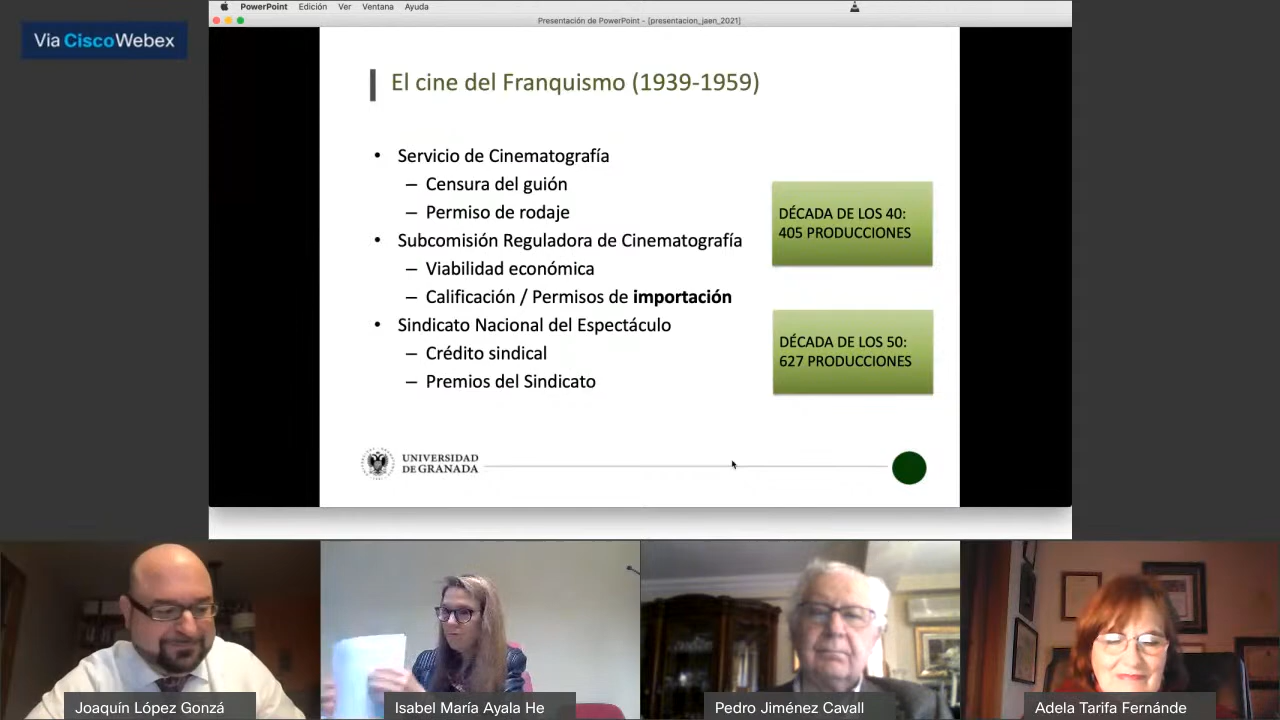 PowerPoint Edición Ver Ventana Ayuda
Presentación de PowerPoint - [presentacion_jaen_2021]
Via CiscoWebex
El cine del Franquismo (1939-1959)
• Servicio de Cinematografía
– Censura del guión
– Permiso de rodaje
• Subcomisión Reguladora de Cinematografía
– Viabilidad económica
– Calificación / Permisos de importación
• Sindicato Nacional del Espectáculo
– Crédito sindical
– Premios del Sindicato
DÉCADA DE LOS 40:
405 PRODUCCIONES
DÉCADA DE LOS 50:
627 PRODUCCIONES
UNIVERSIDAD
DE GRANADA
Joaquín López Gonzá
Isabel María Ayala He
Pedro Jiménez Cavall
Adela Tarifa Fernánde